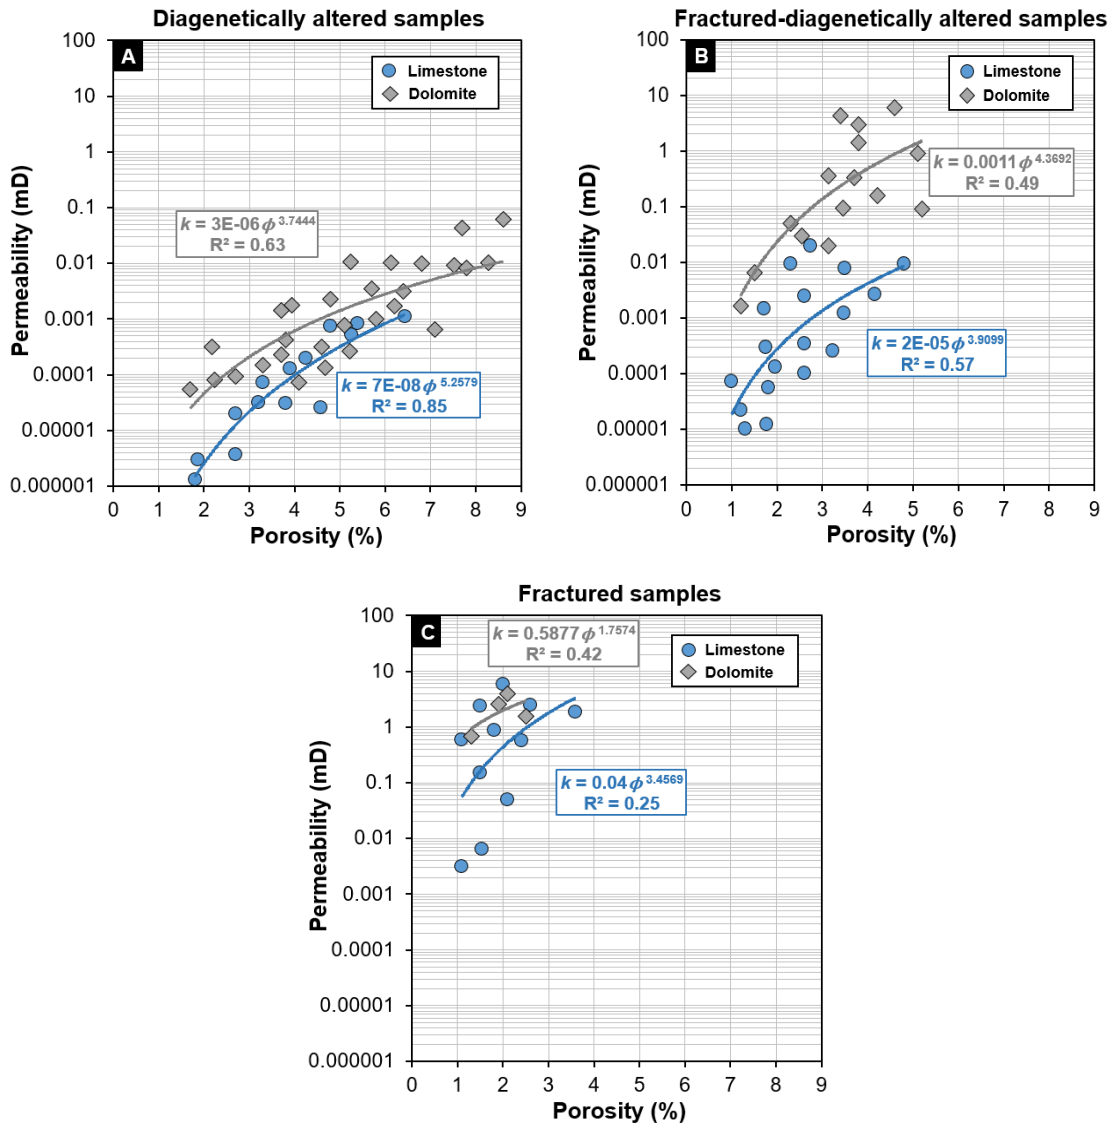 Diagenetically altered samples
A
Limestone
Dolomite
k = 3E-06ϕ^3.7444
R² = 0.63
k = 7E-08ϕ^5.2579
R² = 0.85
100
10
1
0.1
0.01
0.001
0.0001
0.00001
0.000001
Permeability (mD)
0 1 2 3 4 5 6 7 8 9
Porosity (%)
Fractured-diagenetically altered samples
B
Limestone
Dolomite
k = 0.0011ϕ^4.3692
R² = 0.49
k = 2E-05ϕ^3.9099
R² = 0.57
100
10
1
0.1
0.01
0.001
0.0001
0.00001
0.000001
Permeability (mD)
0 1 2 3 4 5 6 7 8 9
Porosity (%)
Fractured samples
C
k = 0.5877ϕ^1.7574
R² = 0.42
Limestone
Dolomite
k = 0.04ϕ^3.4569
R² = 0.25
100
10
1
0.1
0.01
0.001
0.0001
0.00001
0.000001
Permeability (mD)
0 1 2 3 4 5 6 7 8 9
Porosity (%)